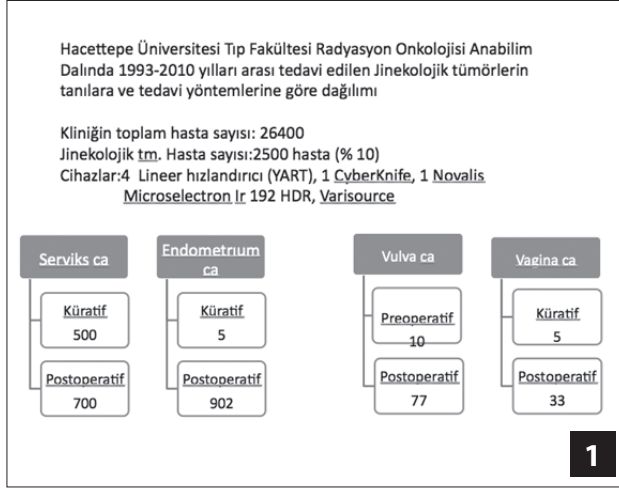 Hacettepe Üniversitesi Tıp Fakültesi Radyasyon Onkolojisi Anabilim
Dalında 1993-2010 yılları arası tedavi edilen Jinekolojik tümörlerin
tanılara ve tedavi yöntemlerine göre dağılımı
Kliniğin toplam hasta sayısı: 26400
Jinekolojik tm. Hasta sayısı:2500 hasta (% 10)
Cihazlar:4 Lineer hızlandırıcı (YART), 1 CyberKnife, 1 Novalis
Microselectron Ir 192 HDR, Varisource
Serviks ca
Küratif
500
Postoperatif
700
Endometrıum
ca
Küratif
5
Postoperatif
902
Vulva ca
Preoperatif
10
Postoperatif
77
Vagina ca
Küratif
5
Postoperatif
33
1